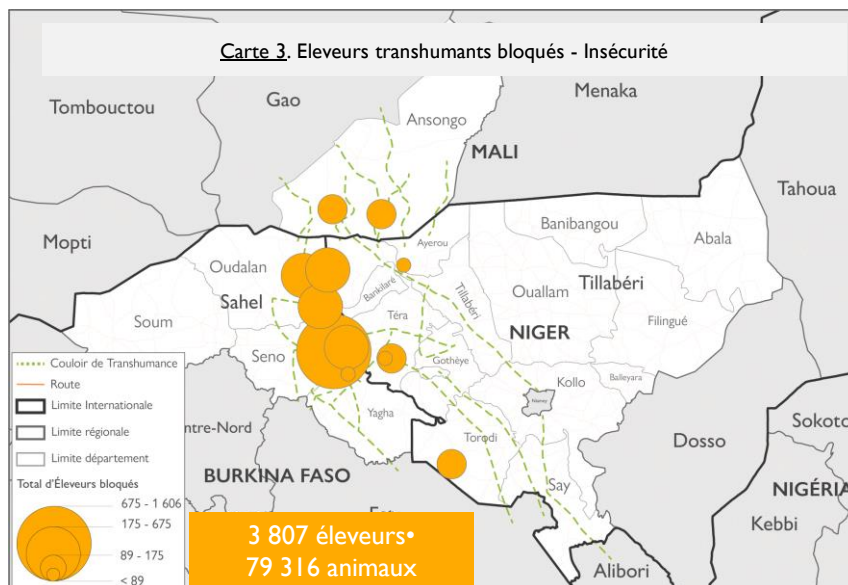 Carte 3. Eleveurs transhumants bloqués - Insécurité
Tombouctou
Gao
Menaka
Ansongo
MALI
Tahoua
Mopti
Banibangou
Abala
Ayerou
Oudalan
Bankilaré
Tillabéri
Ouallam
Tillabéri
Sahel
Téra
Filingué
Soum
NIGER
Seno
Gothèye
Balleyara
Kollo
Niamey
Yagha
Sokoto
Dosso
ntre-Nord
Torodi
BURKINA FASO
Say
NIGÉRIA
Kebbi
Alibori
Couloir de Transhumance
Route
Limite Internationale
Limite régionale
Limite département
Total d'Éleveurs bloqués
675 - 1 606
175 - 675
89 - 175
< 89
3 807 éleveurs•
79 316 animaux